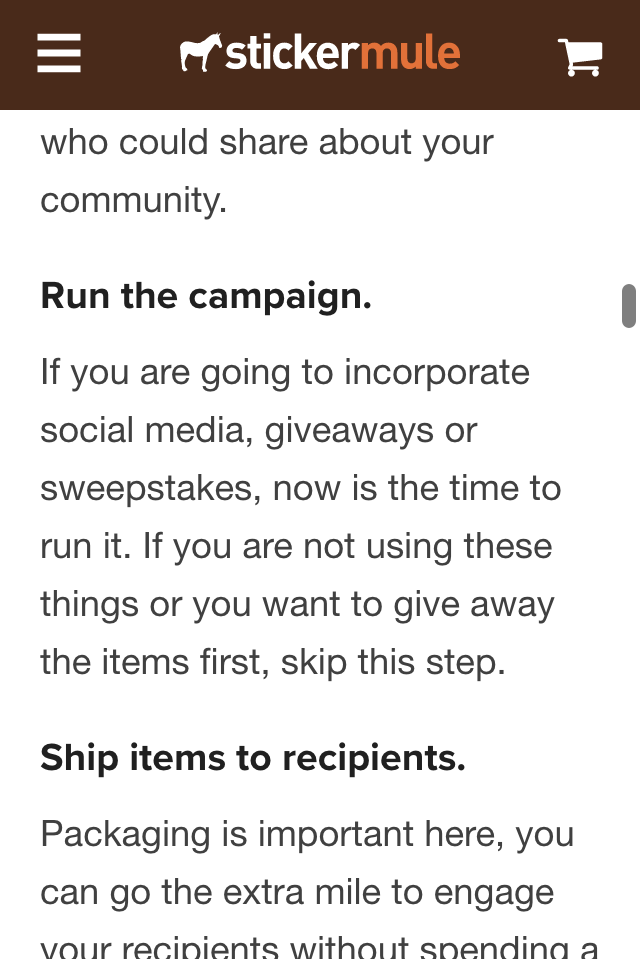 stickermule
who could share about your
community.
Run the campaign.
If you are going to incorporate
social media, giveaways or
sweepstakes, now is the time to
run it. If you are not using these
things or you want to give away
the items first, skip this step.
Ship items to recipients.
Packaging is important here, you
can go the extra mile to engage
your recipients without spending a